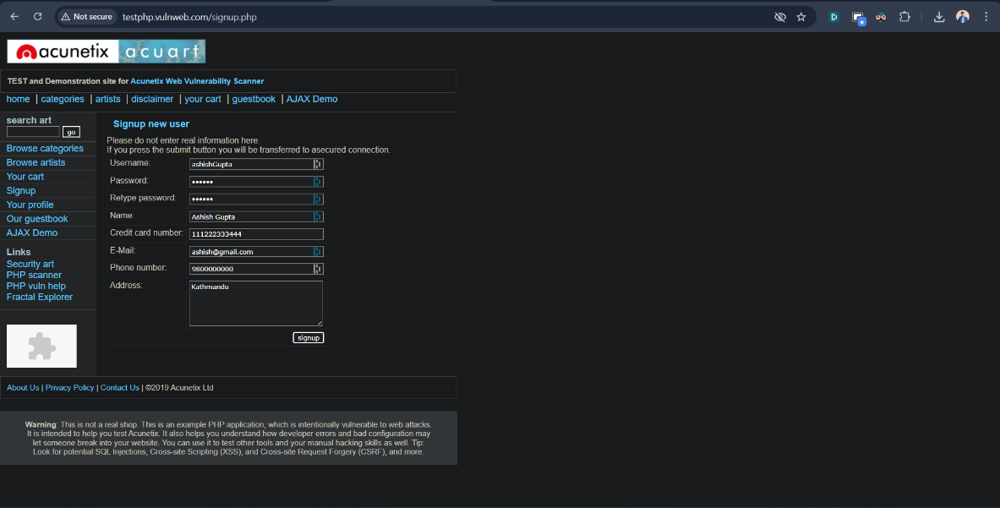 Not secure testphp.vulnweb.com/signup.php
acunetix acuart
TEST and Demonstration site for Acunetix Web Vulnerability Scanner
home | categories | artists | disclaimer | your cart | guestbook | AJAX Demo
search art
go
Browse categories
Browse artists
Your cart
Signup
Your profile
Our guestbook
AJAX Demo
Links
Security art
PHP scanner
PHP vuln help
Fractal Explorer
Signup new user
Please do not enter real information here.
If you press the submit button you will be transferred to asecured connection.
Username: ashishGupta
Password: ••••••
Retype password: ••••••
Name: Ashish Gupta
Credit card number: 111222333444
E-Mail: ashish@gmail.com
Phone number: 9800000000
Address: Kathmandu
signup
About Us | Privacy Policy | Contact Us | ©2019 Acunetix Ltd
Warning: This is not a real shop. This is an example PHP application, which is intentionally vulnerable to web attacks.
It is intended to help you test Acunetix. It also helps you understand how developer errors and bad configuration may
let someone break into your website. You can use it to test other tools and your manual hacking skills as well. Tip:
Look for potential SQL Injections, Cross-site Scripting (XSS), and Cross-site Request Forgery (CSRF), and more.